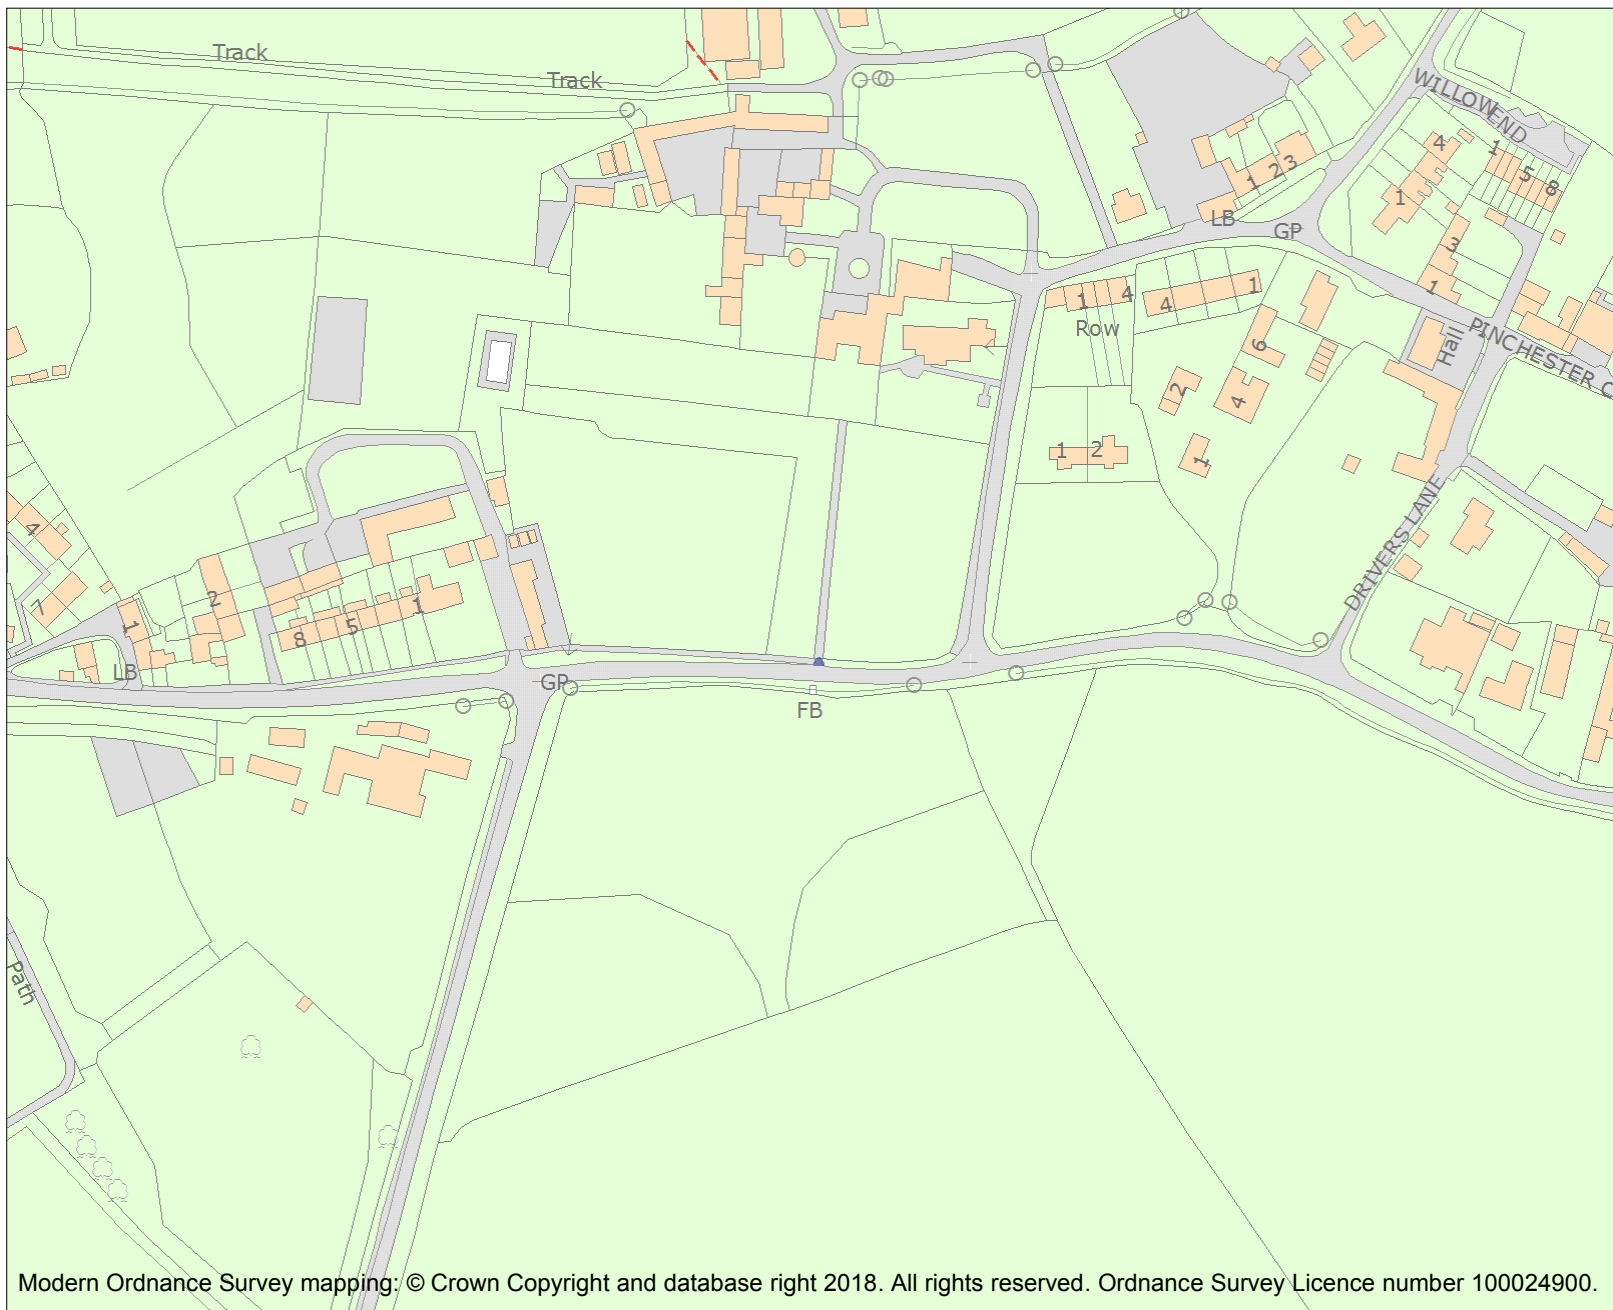 Track
Track
WILLOW END
4
1
5
8
1
1 2 3
LB
GP
3
1
1
4
4
1
Row
Hall
PINCHESTER C
6
2
4
1
2
1
DRIVERS LANE
4
7
2
1
1
5
8
LB
GP
FB
Path
Modern Ordnance Survey mapping: © Crown Copyright and database right 2018. All rights reserved. Ordnance Survey Licence number 100024900.